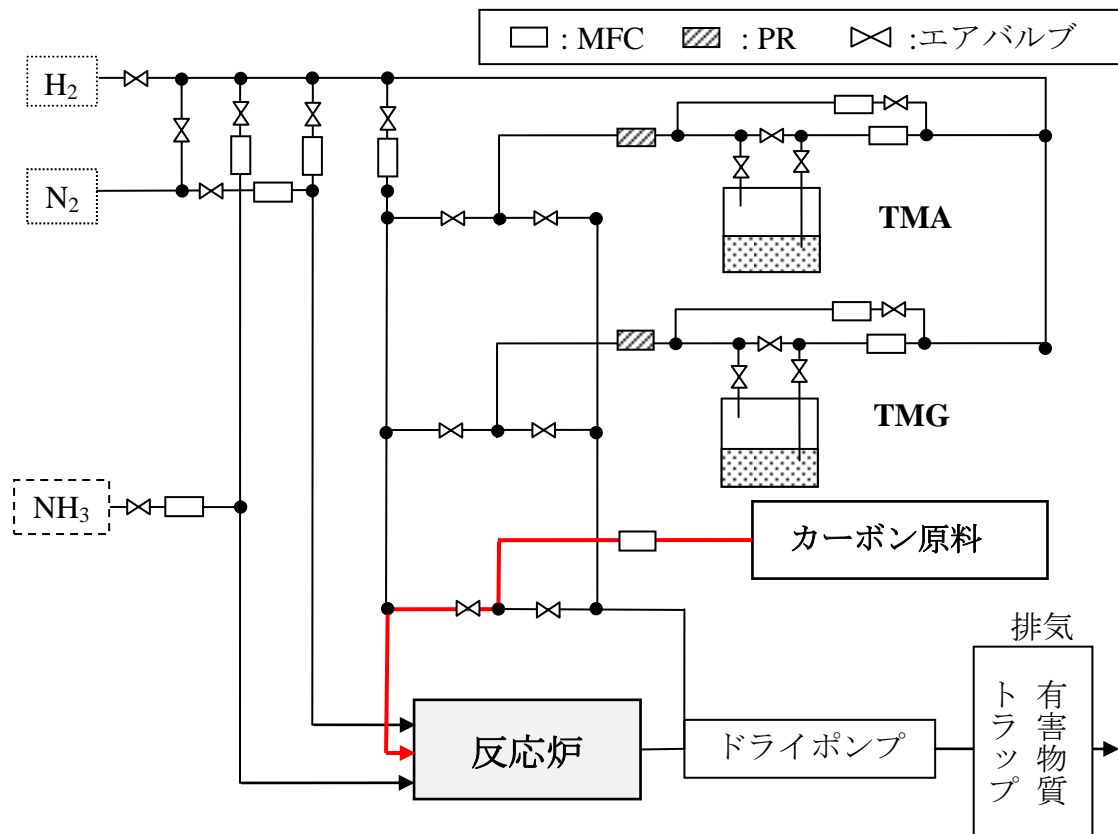 : MFC
: PR
:エアバルブ
H₂
N₂
TMA
TMG
NH₃
カーボン原料
排気
有害物質
トラップ
反応炉
ドライポンプ